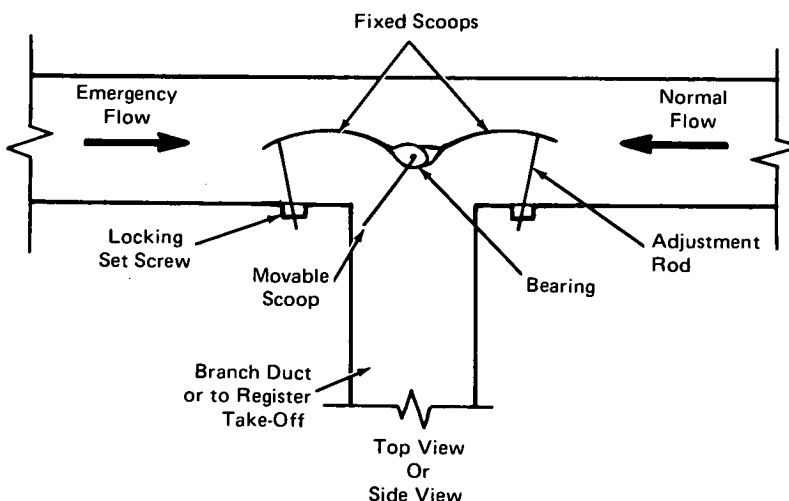 Fixed Scoops
Emergency
Flow
Normal
Flow
Locking
Set Screw
Movable
Scoop
Bearing
Adjustment
Rod
Branch Duct
or to Register
Take-Off
Top View
Or
Side View